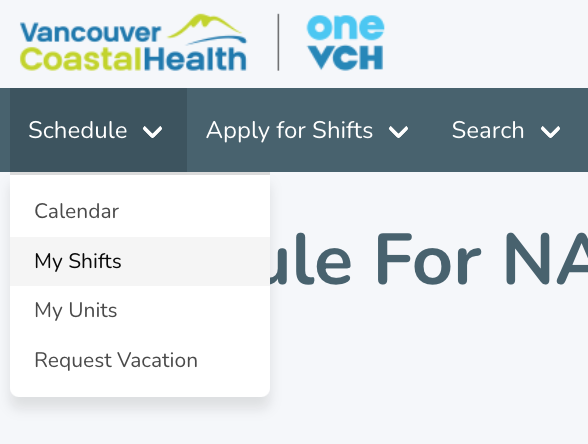 Vancouver
CoastalHealth
one
VCH
Schedule
Apply for Shifts
Search
Calendar
My Shifts
My Units
Request Vacation
ule For NA